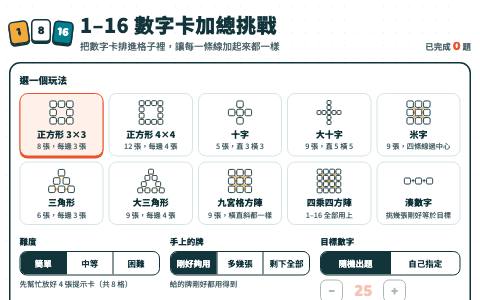 1 8 16
1–16 數字卡加總挑戰
把數字卡排進格子裡，讓每一條線加起來都一樣
已完成 0 題
選一個玩法
正方形 3×3
8 張，每邊 3 張
正方形 4×4
12 張，每邊 4 張
十字
5 張，直 3 橫 3
大十字
9 張，直 5 橫 5
米字
9 張，四條線過中心
三角形
6 張，每邊 3 張
大三角形
9 張，每邊 4 張
九宮格方陣
9 張，橫直斜都一樣
四乘四方陣
1–16 全部用上
湊數字
挑幾張剛好等於目標
難度
簡單 中等 困難
先幫忙放好 4 張提示卡（共 8 格）
手上的牌
剛好夠用 多幾張 剩下全部
給的牌剛好都用得到
目標數字
隨機出題 自己指定
− 25 +